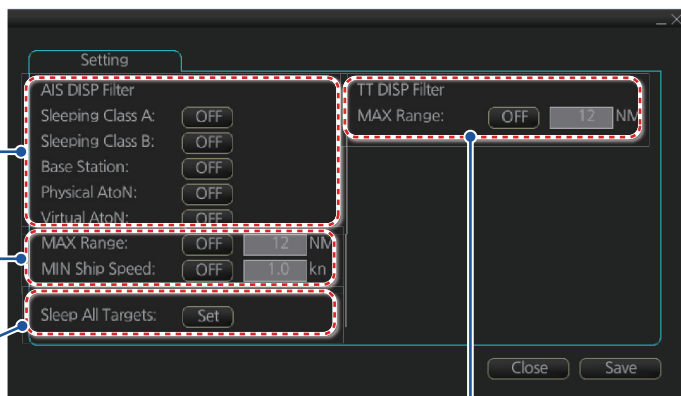 Setting
AIS DISP Filter
Sleeping Class A: OFF
Sleeping Class B: OFF
Base Station: OFF
Physical AtoN: OFF
Virtual AtoN: OFF
MAX Range: OFF 12 NM
MIN Ship Speed: OFF 1.0 kn
Sleep All Targets: Set
TT DISP Filter
MAX Range: OFF 12 NM
Close Save